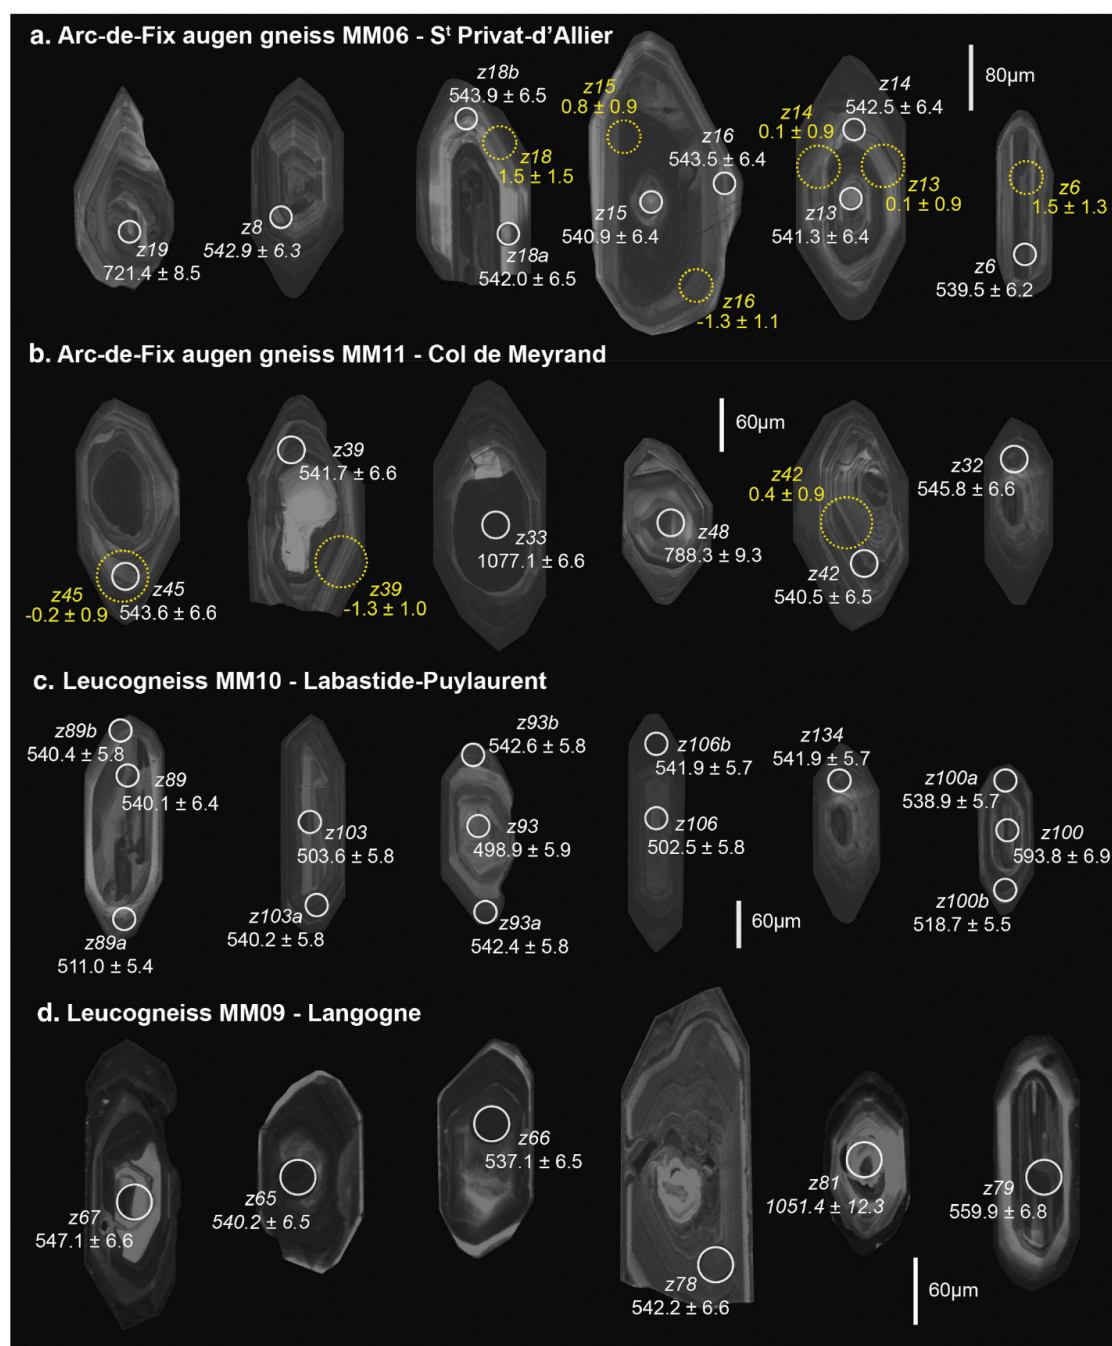 a. Arc-de-Fix augen gneiss MM06 - Sᵗ Privat-d'Allier
z19
721.4 ± 8.5
z8
542.9 ± 6.3
z18b
543.9 ± 6.5
z18
1.5 ± 1.5
z18a
542.0 ± 6.5
z15
0.8 ± 0.9
z16
543.5 ± 6.4
z15
540.9 ± 6.4
z16
-1.3 ± 1.1
z14
542.5 ± 6.4
z14
0.1 ± 0.9
z13
0.1 ± 0.9
z13
541.3 ± 6.4
80µm
z6
1.5 ± 1.3
z6
539.5 ± 6.2
b. Arc-de-Fix augen gneiss MM11 - Col de Meyrand
z45
-0.2 ± 0.9
z45
543.6 ± 6.6
z39
541.7 ± 6.6
z39
-1.3 ± 1.0
z33
1077.1 ± 6.6
60µm
z48
788.3 ± 9.3
z42
0.4 ± 0.9
z42
540.5 ± 6.5
z32
545.8 ± 6.6
c. Leucogneiss MM10 - Labastide-Puylaurent
z89b
540.4 ± 5.8
z89
540.1 ± 6.4
z89a
511.0 ± 5.4
z103
503.6 ± 5.8
z103a
540.2 ± 5.8
z93b
542.6 ± 5.8
z93
498.9 ± 5.9
z93a
542.4 ± 5.8
z106b
541.9 ± 5.7
z106
502.5 ± 5.8
60µm
z134
541.9 ± 5.7
z100a
538.9 ± 5.7
z100
593.8 ± 6.9
z100b
518.7 ± 5.5
d. Leucogneiss MM09 - Langogne
z67
547.1 ± 6.6
z65
540.2 ± 6.5
z66
537.1 ± 6.5
z78
542.2 ± 6.6
z81
1051.4 ± 12.3
z79
559.9 ± 6.8
60µm